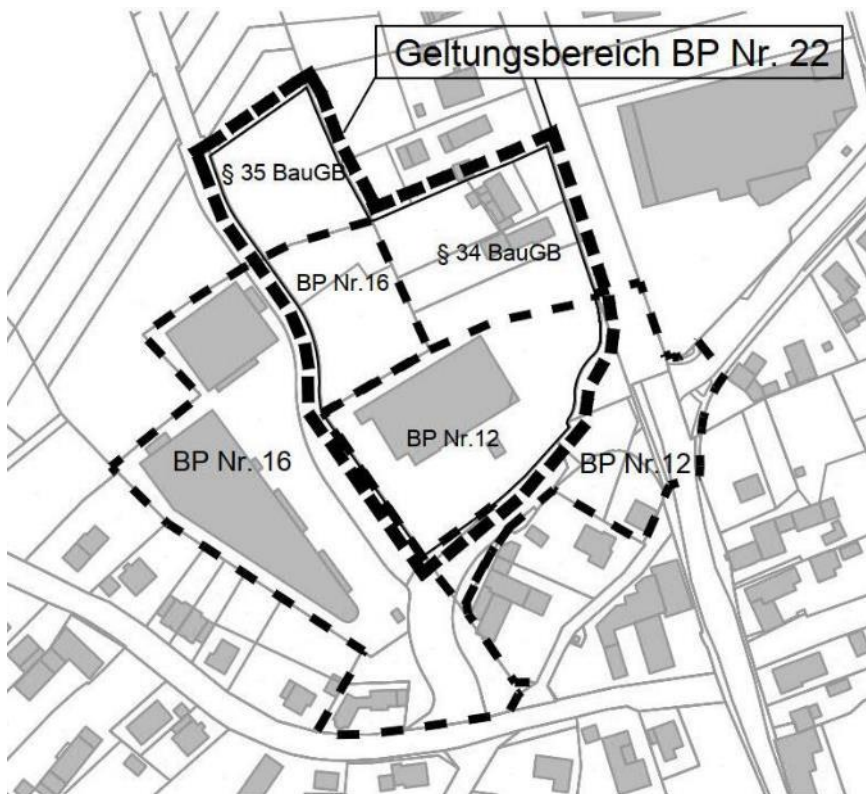 Geltungsbereich BP Nr. 22
§ 35 BauGB
§ 34 BauGB
BP Nr.16
BP Nr.12
BP Nr. 16
BP Nr.12